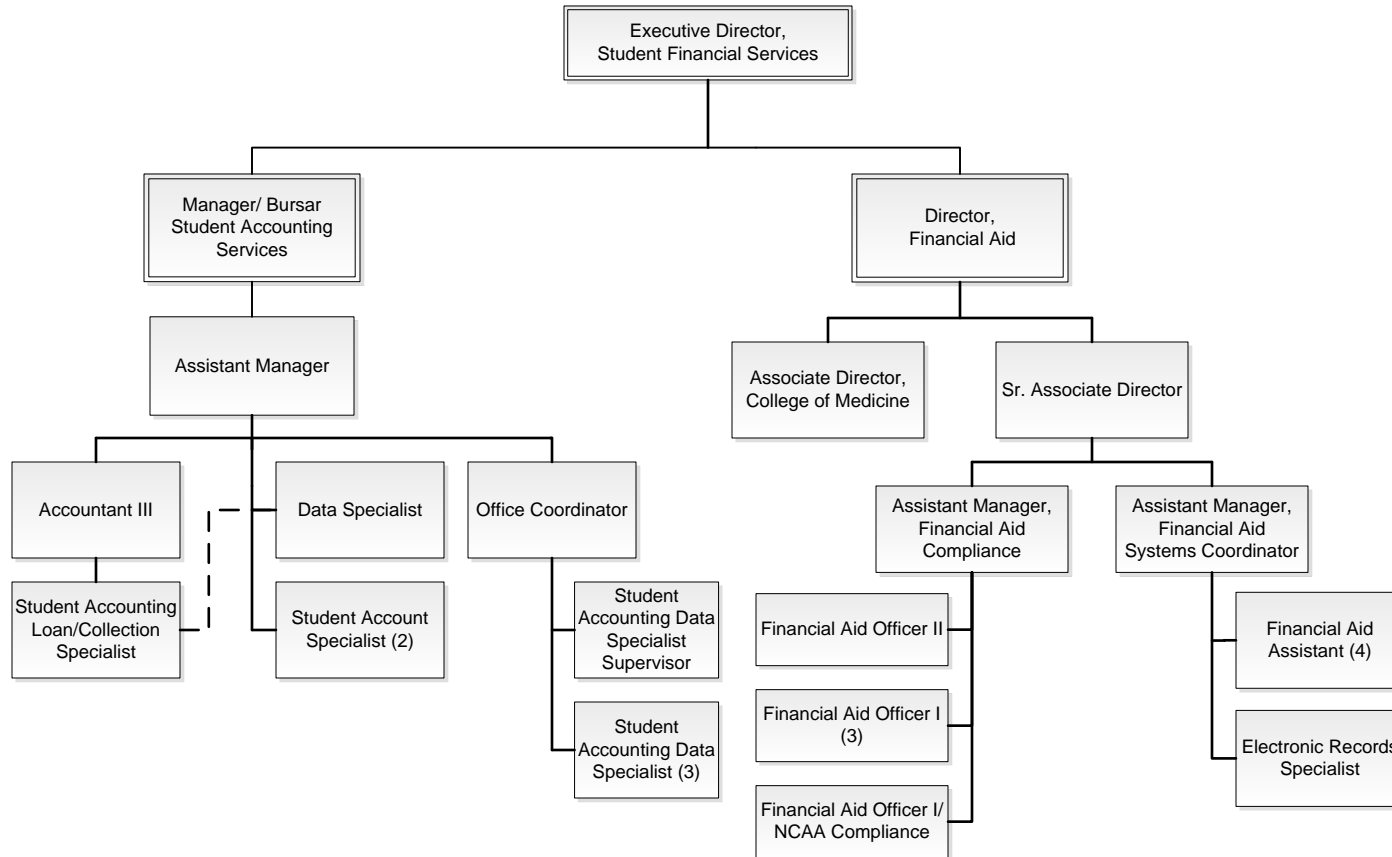 Executive Director,
Student Financial Services
Manager/ Bursar
Student Accounting
Services
Director,
Financial Aid
Assistant Manager
Associate Director,
College of Medicine
Sr. Associate Director
Accountant III
Data Specialist
Office Coordinator
Assistant Manager,
Financial Aid
Compliance
Assistant Manager,
Financial Aid
Systems Coordinator
Student Accounting
Loan/Collection
Specialist
Student Account
Specialist (2)
Student
Accounting Data
Specialist
Supervisor
Student
Accounting Data
Specialist (3)
Financial Aid Officer II
Financial Aid Officer I
(3)
Financial Aid Officer I/
NCAA Compliance
Financial Aid
Assistant (4)
Electronic Records
Specialist